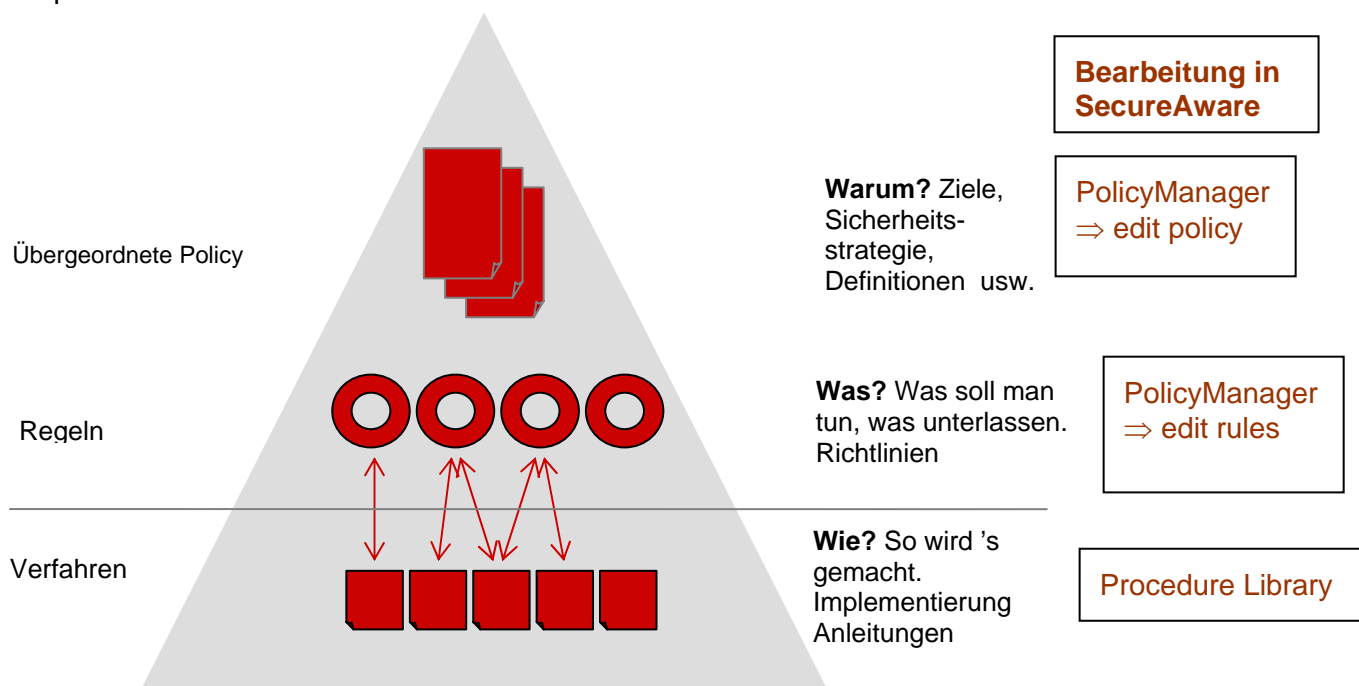 Bearbeitung in
SecureAware
Übergeordnete Policy
Warum? Ziele,
Sicherheits-
strategie,
Definitionen usw.
PolicyManager
⇒ edit policy
Regeln
Was? Was soll man
tun, was unterlassen.
Richtlinien
PolicyManager
⇒ edit rules
Verfahren
Wie? So wird ’s
gemacht.
Implementierung
Anleitungen
Procedure Library